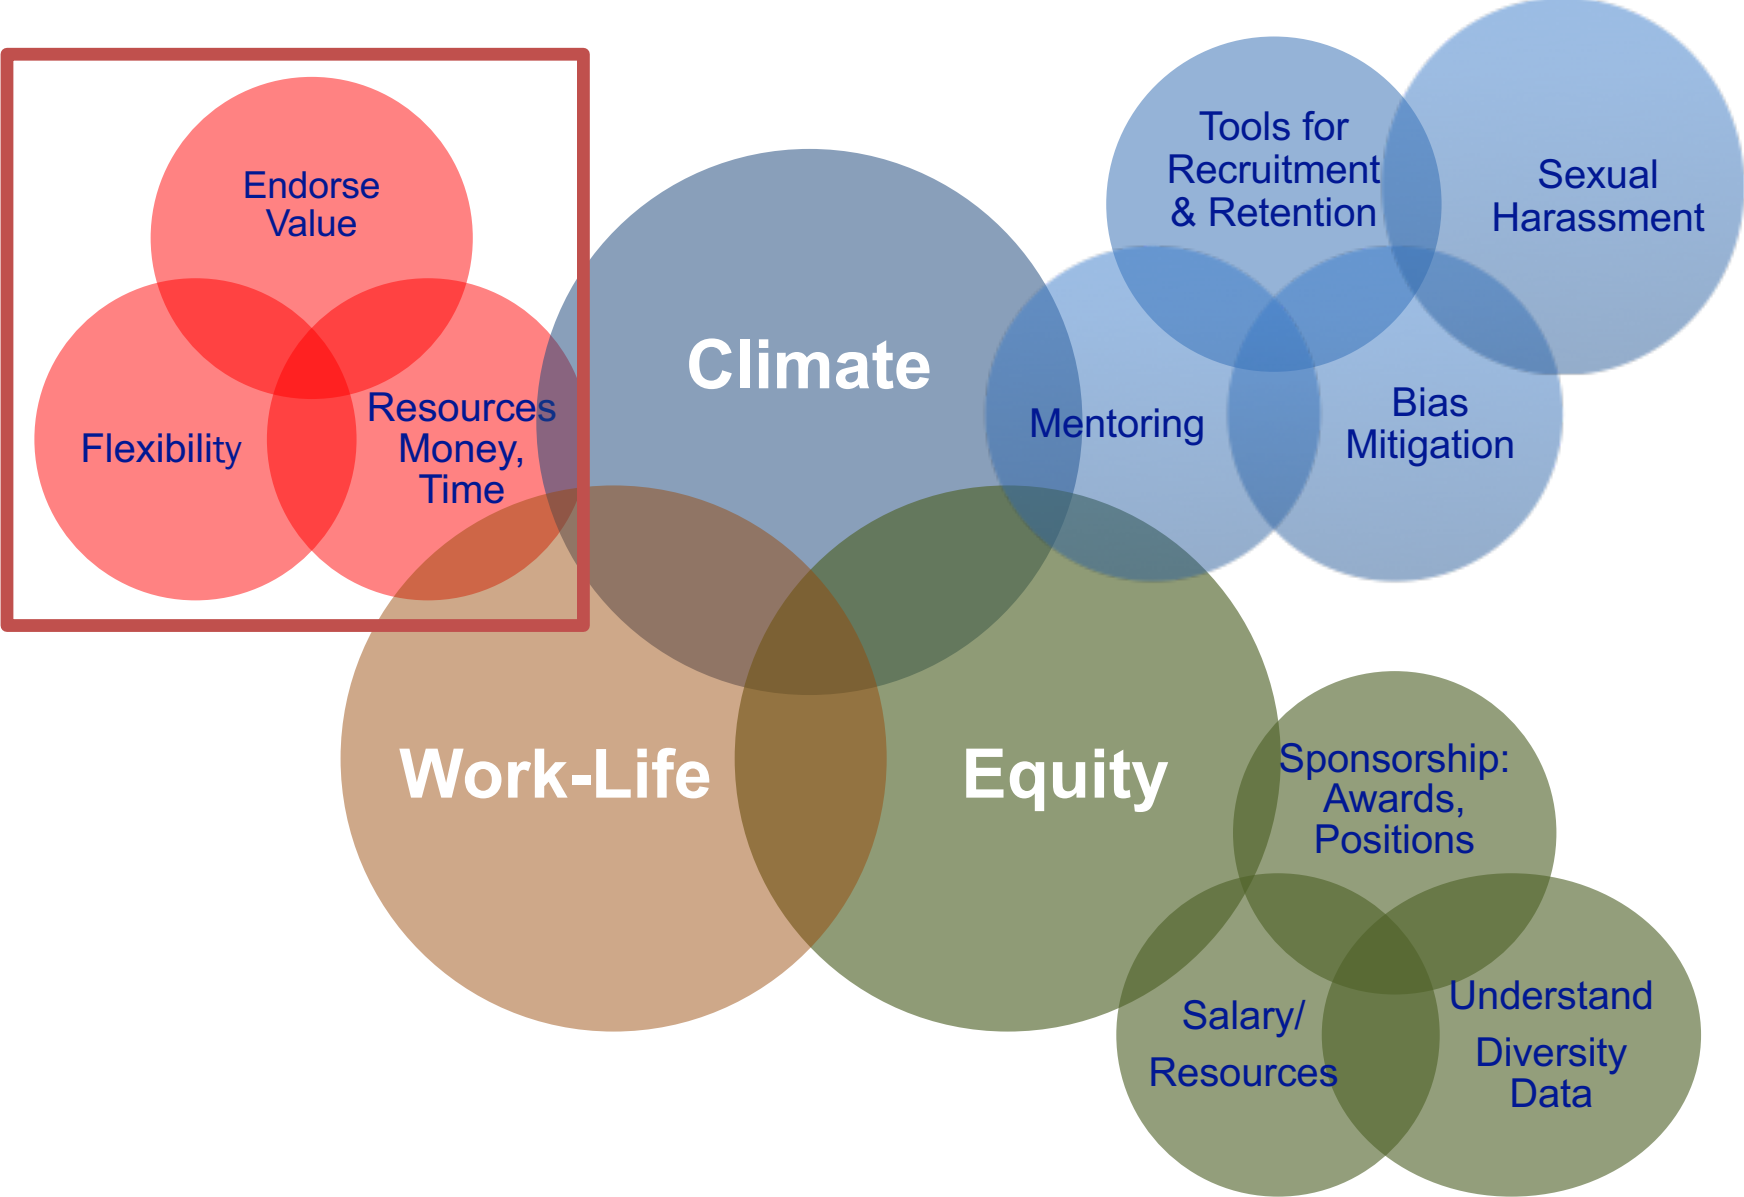 Endorse
Value
Flexibility
Resources
Money,
Time
Climate
Work-Life
Equity
Tools for
Recruitment
& Retention
Sexual
Harassment
Mentoring
Bias
Mitigation
Sponsorship:
Awards,
Positions
Salary/
Resources
Understand
Diversity
Data